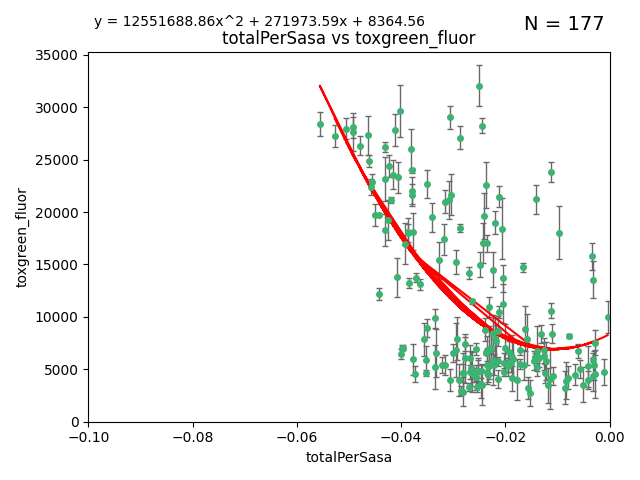 y = 12551688.86x^2 + 271973.59x + 8364.56
N = 177
totalPerSasa vs toxgreen_fluor
35000
30000
25000
20000
15000
10000
5000
0
toxgreen_fluor
−0.10 −0.08 −0.06 −0.04 −0.02 0.00
totalPerSasa